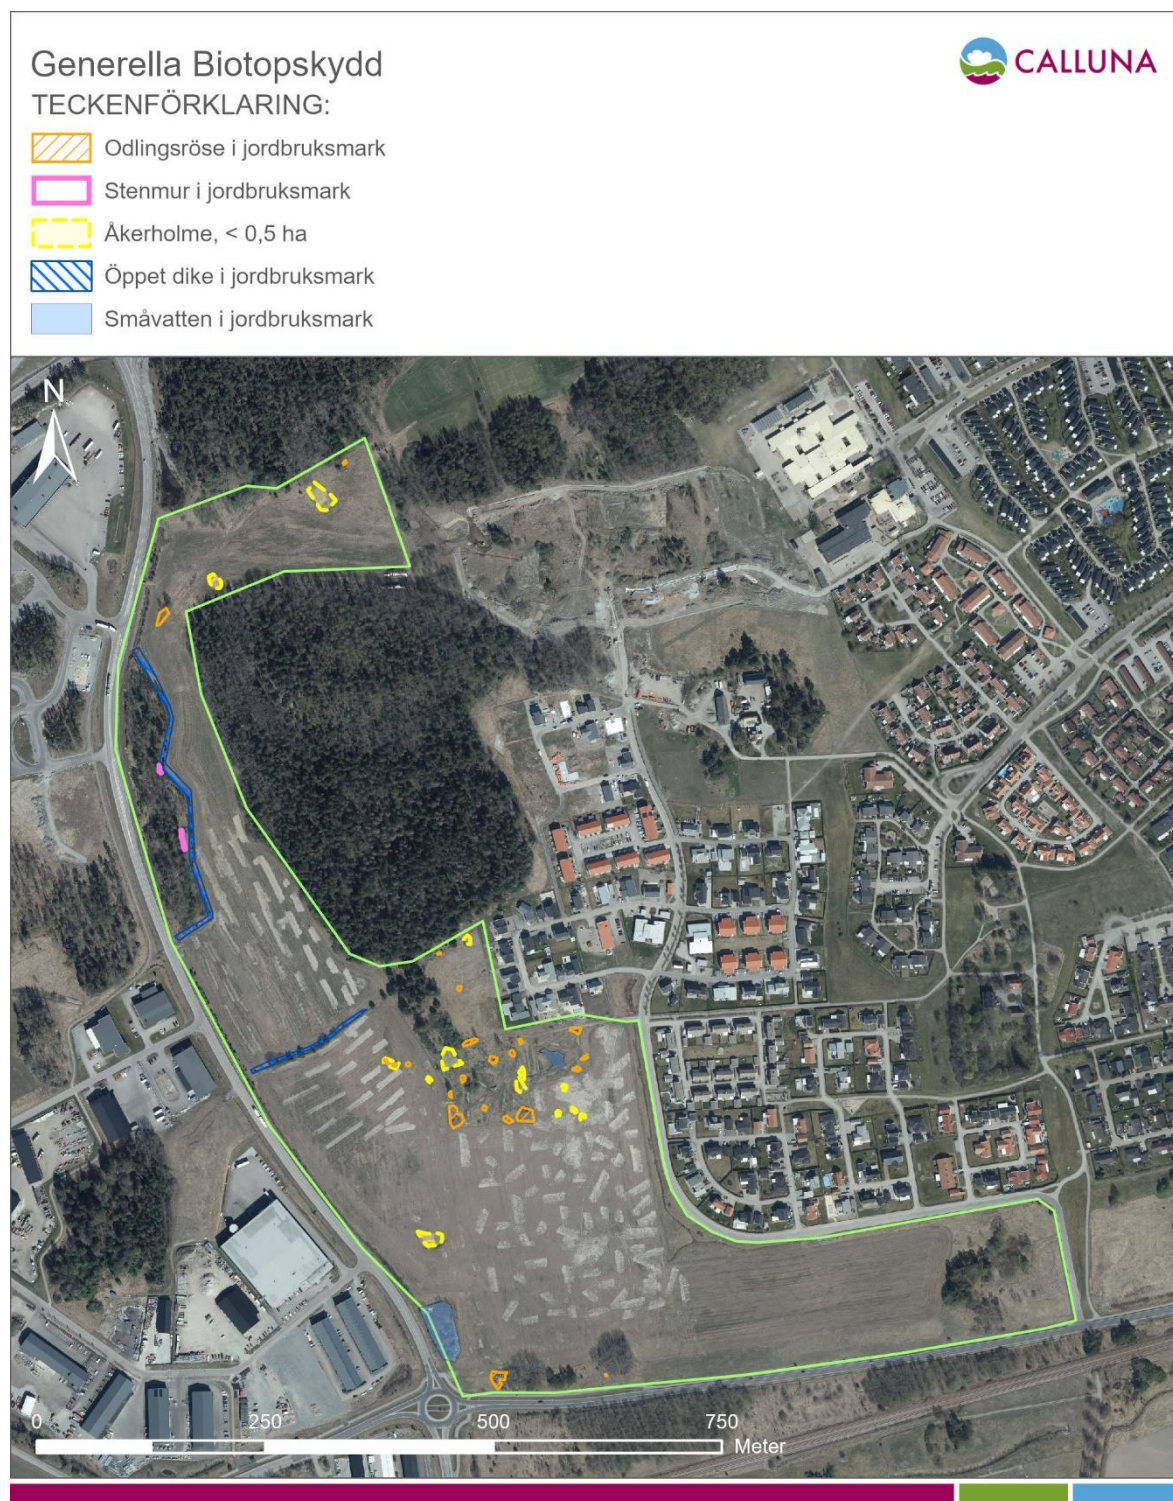 Generella Biotopskydd
CALLUNA
TECKENFÖRKLARING:
Odlingsröse i jordbruksmark
Stenmur i jordbruksmark
Åkerholme, < 0,5 ha
Öppet dike i jordbruksmark
Småvatten i jordbruksmark
N
0 250 500 750
Meter